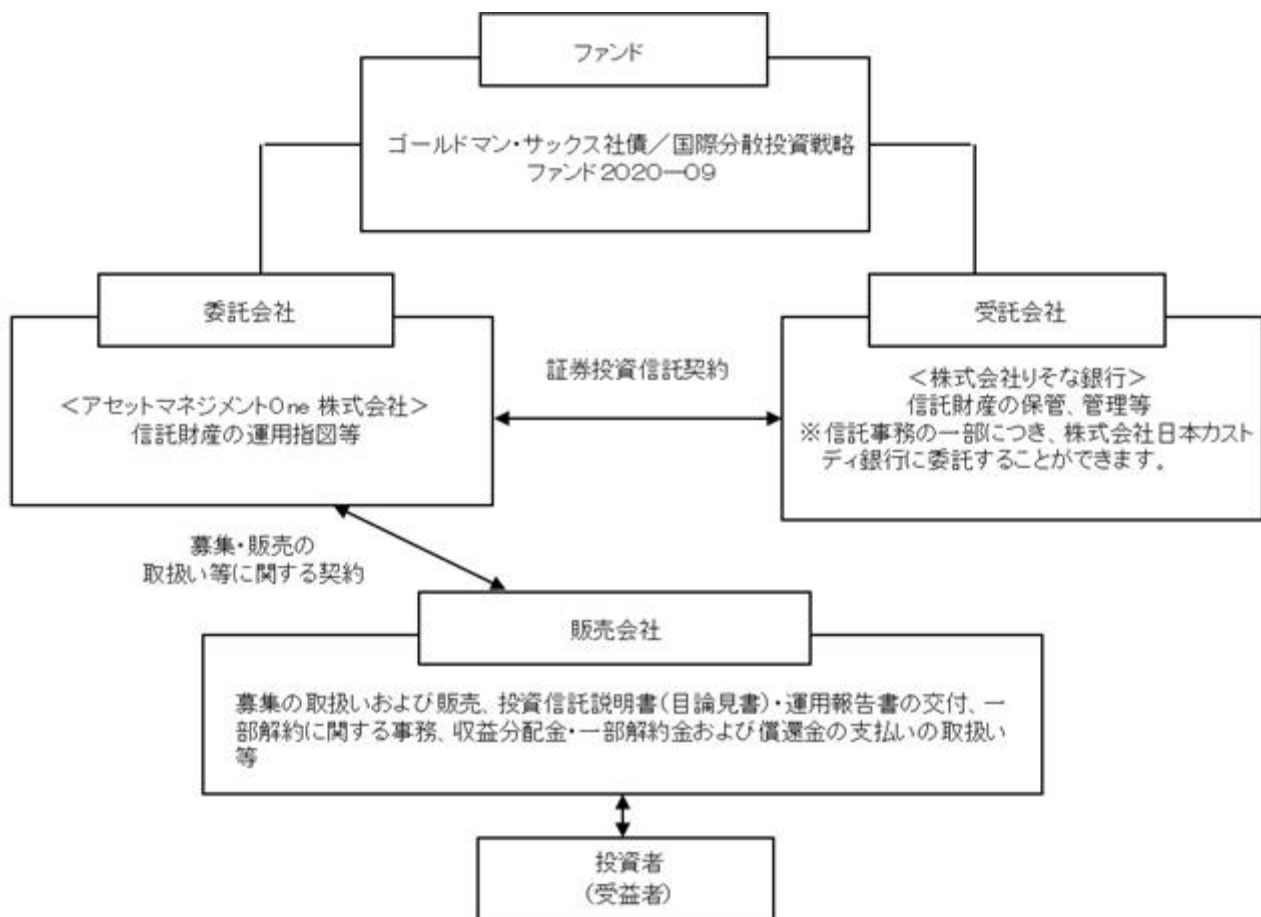 ファンド
ゴールドマン・サックス社債／国際分散投資戦略
ファンド2020―09
委託会社
<アセットマネジメントOne 株式会社>
信託財産の運用指図等
証券投資信託契約
受託会社
<株式会社りそな銀行>
信託財産の保管、管理等
※信託事務の一部につき、株式会社日本カスト
ディ銀行に委託することができます。
募集・販売の
取扱い等に関する契約
販売会社
募集の取扱いおよび販売、投資信託説明書(目論見書)・運用報告書の交付、一
部解約に関する事務、収益分配金・一部解約金および償還金の支払いの取扱い
等
投資者
(受益者)